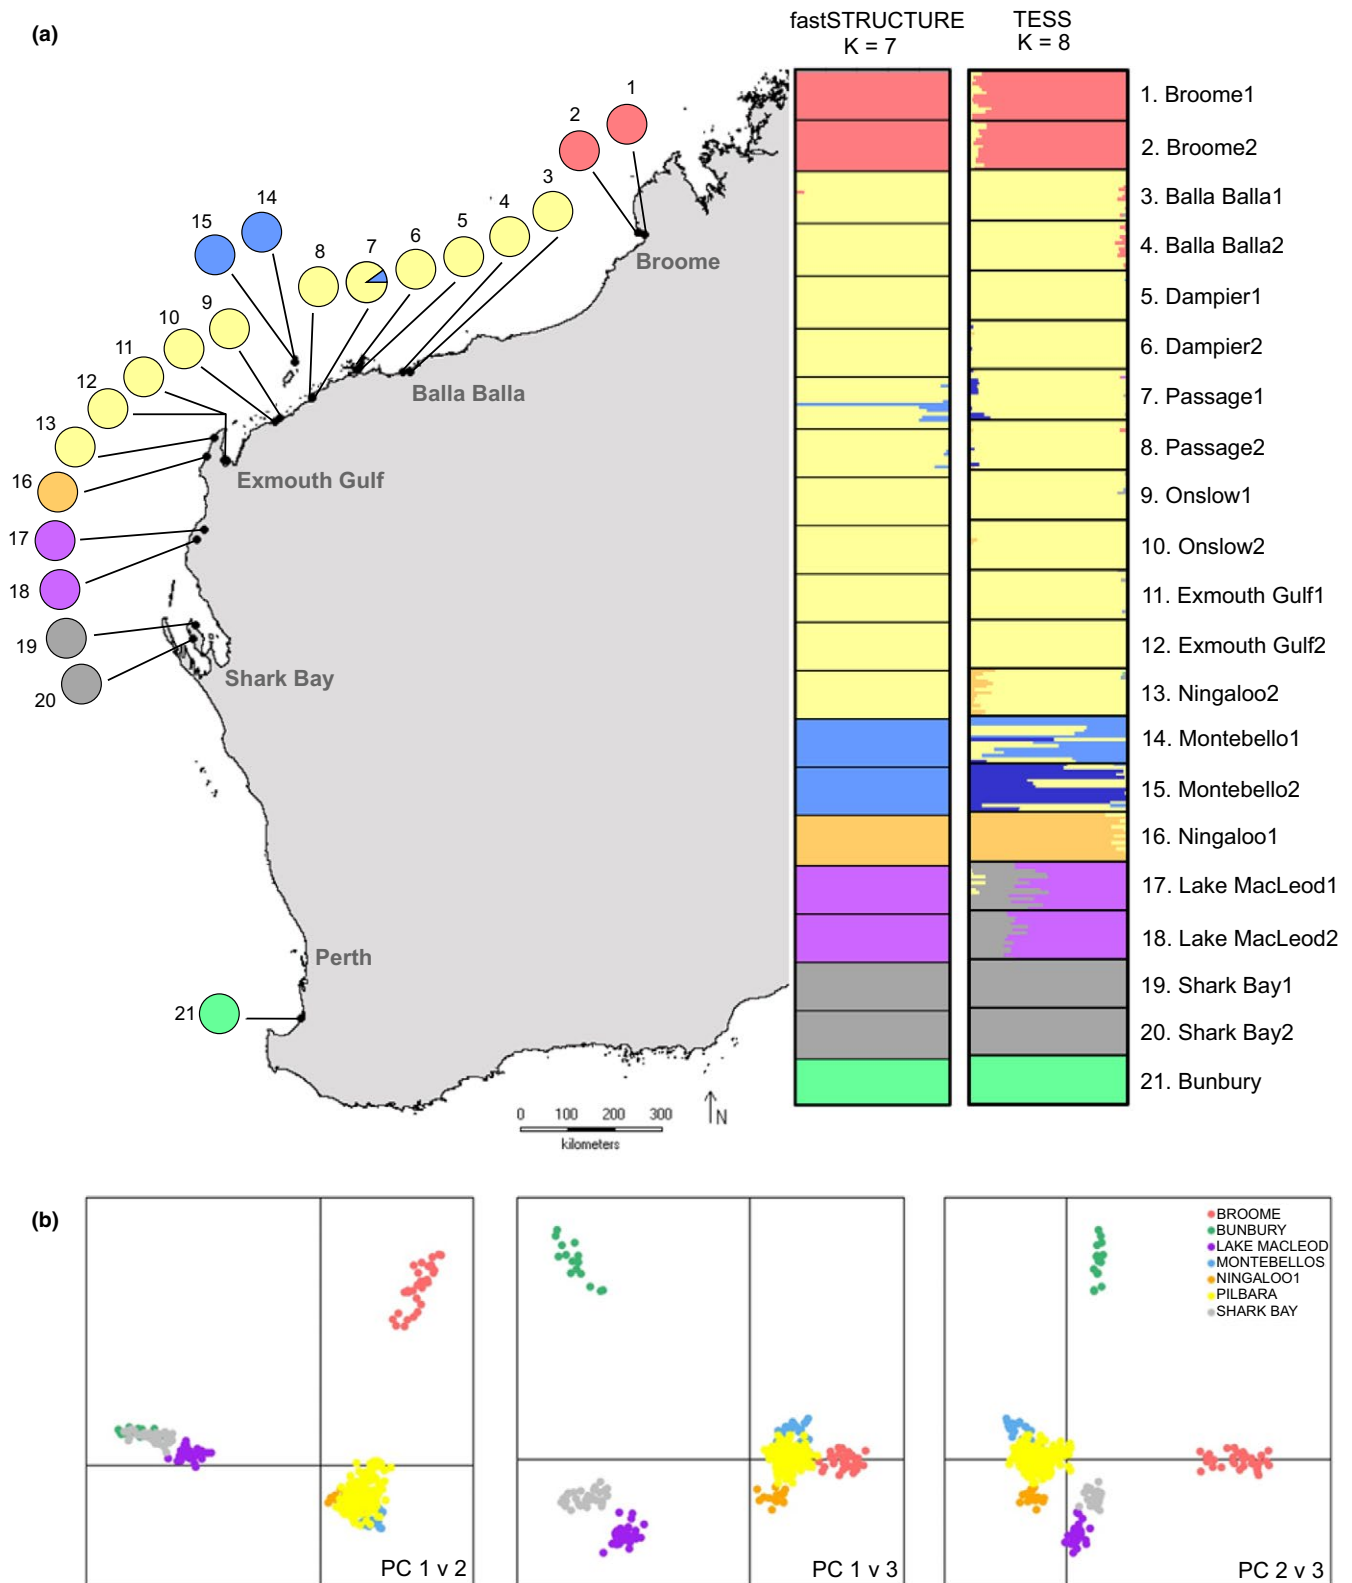 (a)
fastSTRUCTURE
K = 7
TESS
K = 8
1
2
3
4
5
6
7
8
9
10
11
12
13
14
15
16
17
18
19
20
21
Broome
Balla Balla
Exmouth Gulf
Shark Bay
Perth
0 100 200 300
kilometers
N
1. Broome1
2. Broome2
3. Balla Balla1
4. Balla Balla2
5. Dampier1
6. Dampier2
7. Passage1
8. Passage2
9. Onslow1
10. Onslow2
11. Exmouth Gulf1
12. Exmouth Gulf2
13. Ningaloo2
14. Montebello1
15. Montebello2
16. Ningaloo1
17. Lake MacLeod1
18. Lake MacLeod2
19. Shark Bay1
20. Shark Bay2
21. Bunbury
(b)
PC 1 v 2
PC 1 v 3
BROOME
BUNBURY
LAKE MACLEOD
MONTEBELLOS
NINGALOO1
PILBARA
SHARK BAY
PC 2 v 3